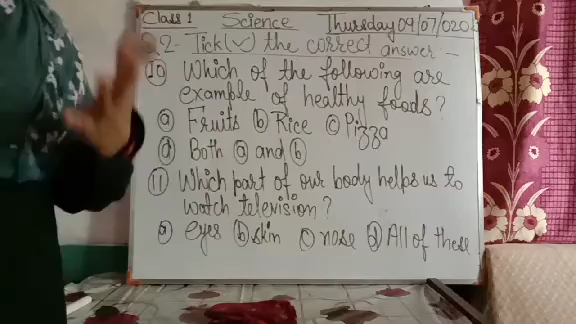 Class 1 Science Thursday 09/07/020
Q 2- Tick(✓) the correct answer :-
10 Which of the following are
example of healthy foods?
a Fruits b Rice c Pizza
d Both a and b
11 Which part of our body helps us to
watch television?
a eyes b skin c nose d All of these